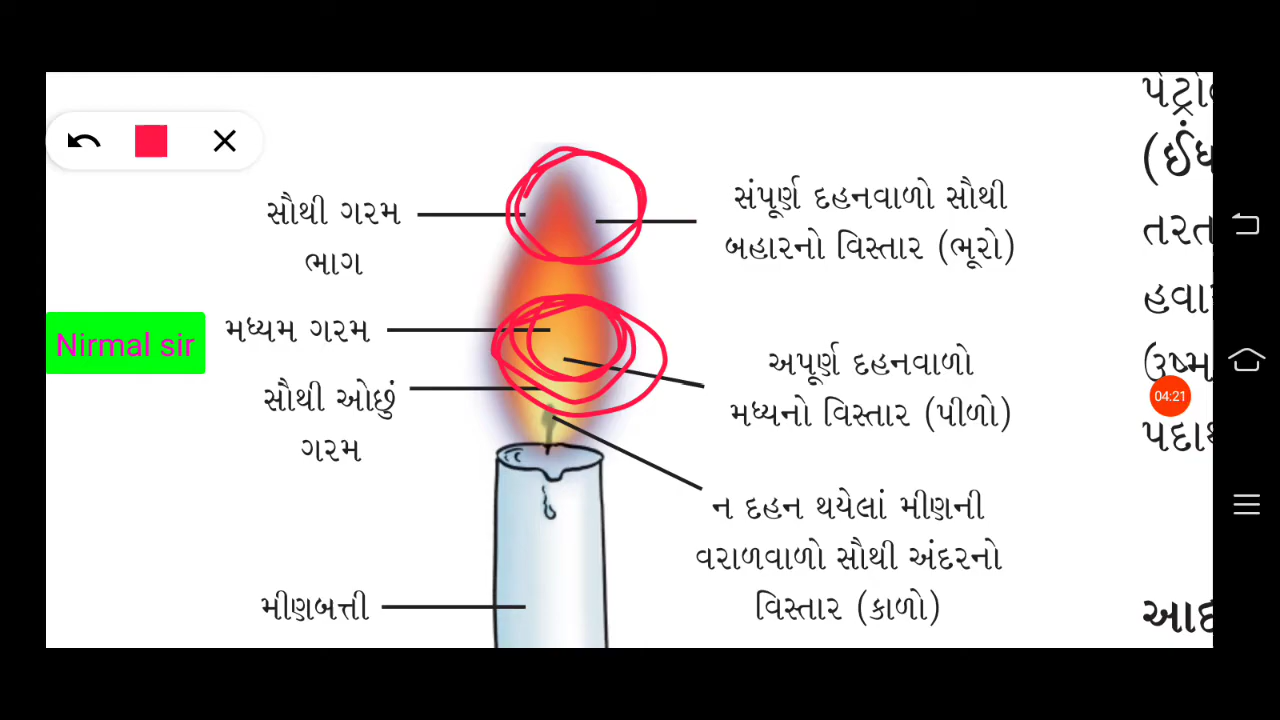 સૌથી ગરમ
ભાગ
Nirmal sir
મધ્યમ ગરમ
સૌથી ઓછું
ગરમ
મીણબત્તી
સંપૂર્ણ દહનવાળો સૌથી
બહારનો વિસ્તાર (ભૂરો)
અપૂર્ણ દહનવાળો
મધ્યનો વિસ્તાર (પીળો)
ન દહન થયેલાં મીણની
વરાળવાળો સૌથી અંદરનો
વિસ્તાર (કાળો)
તરત
04:21